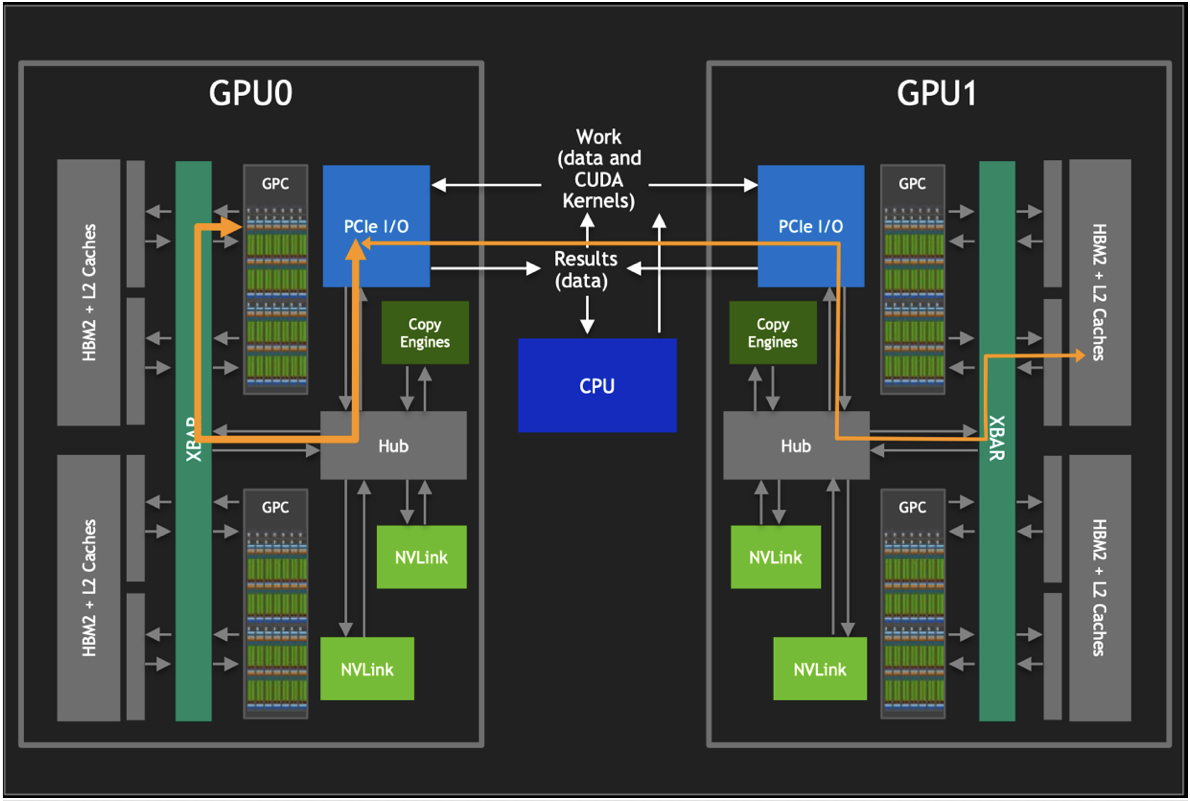 GPU0
HBM2 + L2 Caches
HBM2 + L2 Caches
XBAR
GPC
GPC
PCIe I/O
Copy
Engines
Hub
NVLink
NVLink
Work
(data and
CUDA
Kernels)
Results
(data)
CPU
GPU1
PCIe I/O
Copy
Engines
Hub
NVLink
NVLink
GPC
GPC
XBAR
HBM2 + L2 Caches
HBM2 + L2 Caches